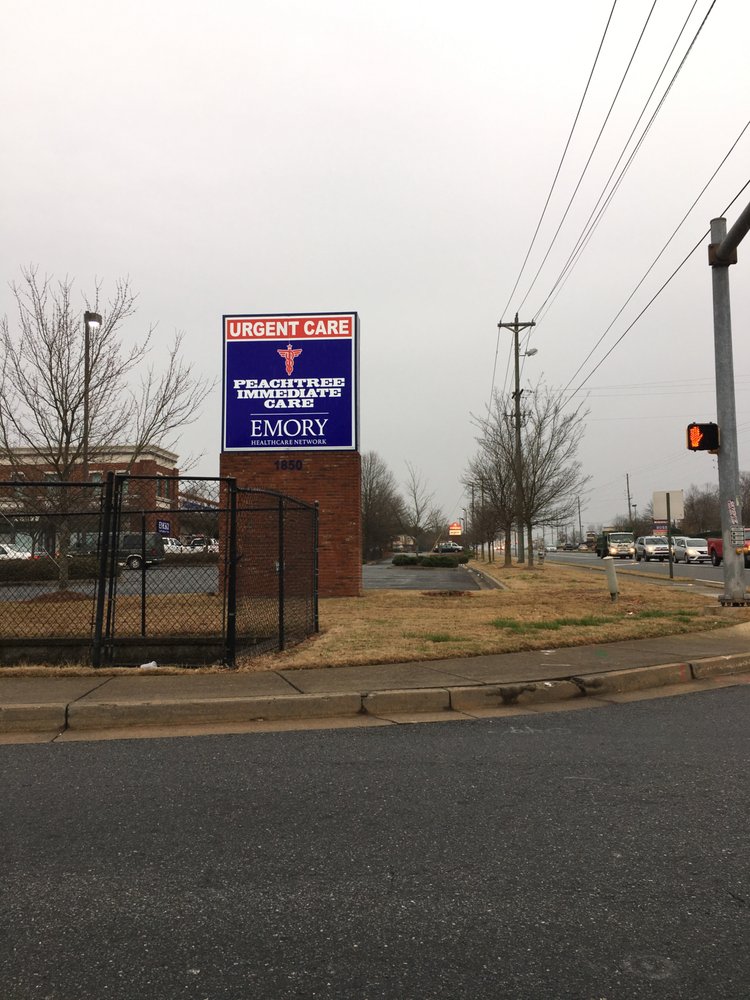 URGENT CARE
PEACHTREE
IMMEDIATE
CARE
EMORY
HEALTHCARE NETWORK
1850